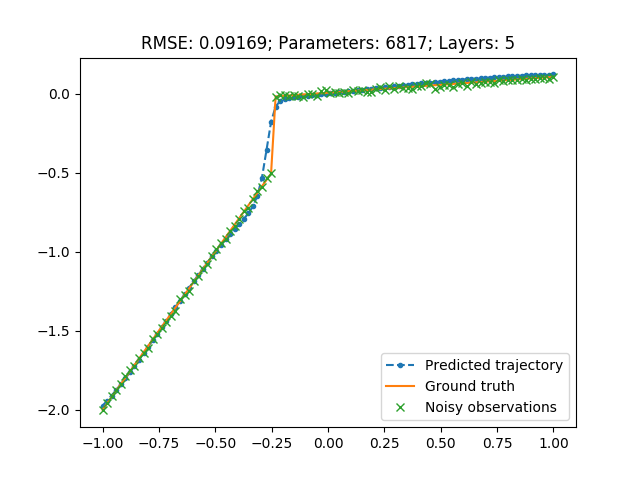 RMSE: 0.09169; Parameters: 6817; Layers: 5
0.0
−0.5
−1.0
−1.5
−2.0
Predicted trajectory
Ground truth
Noisy observations
−1.00 −0.75 −0.50 −0.25 0.00 0.25 0.50 0.75 1.00